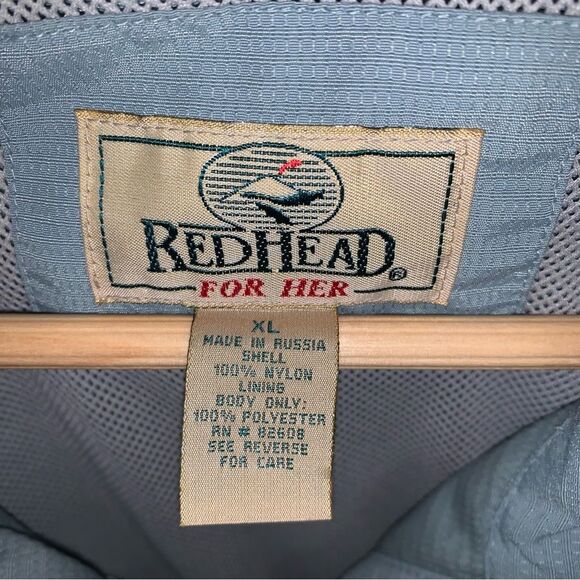 REDHEAD®
FOR HER
XL
MADE IN RUSSIA
SHELL
100% NYLON
LINING
BODY ONLY:
100% POLYESTER
RN # 82608
SEE REVERSE
FOR CARE